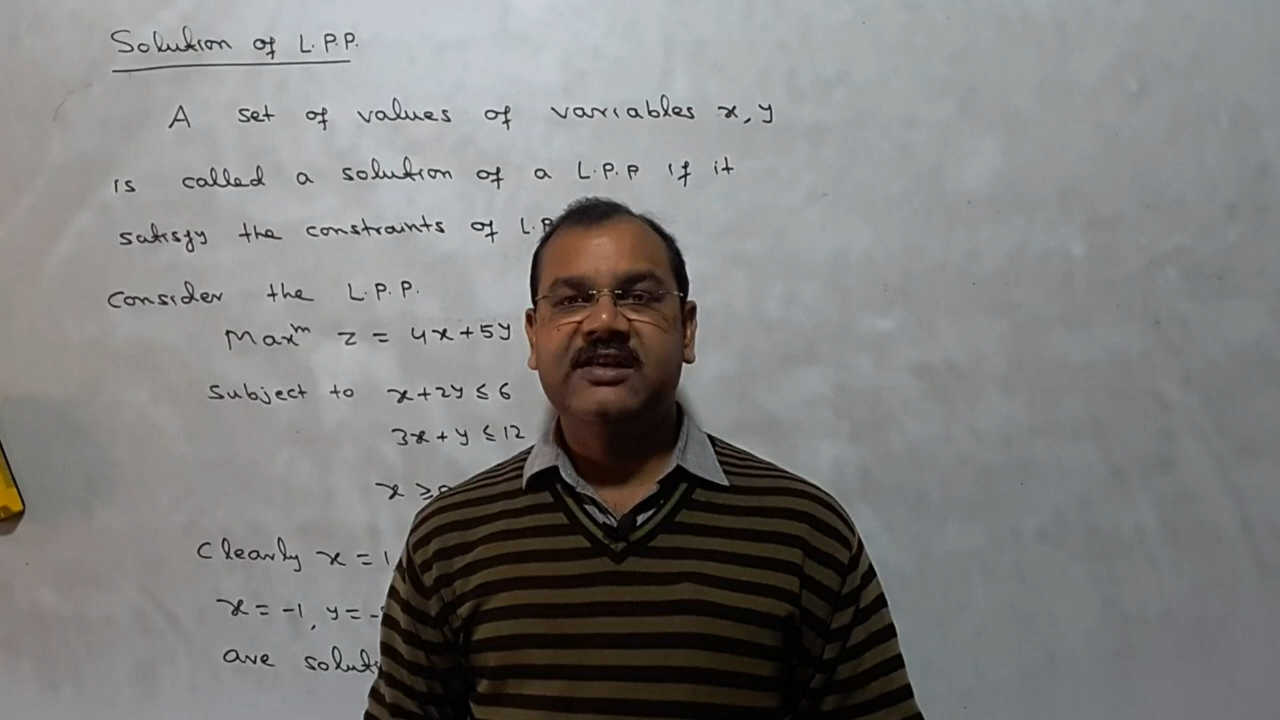 Solution of L.P.P.
A set of values of variables x, y
is called a solution of a L.P.P if it
satisfy the constraints of
Consider the L.P.P.
Maxᵐ z = 4x+5y
Subject to x+2y ≤ 6
3x+y ≤ 12
x ≥
Clearly x = 1
x = -1, y = -
are